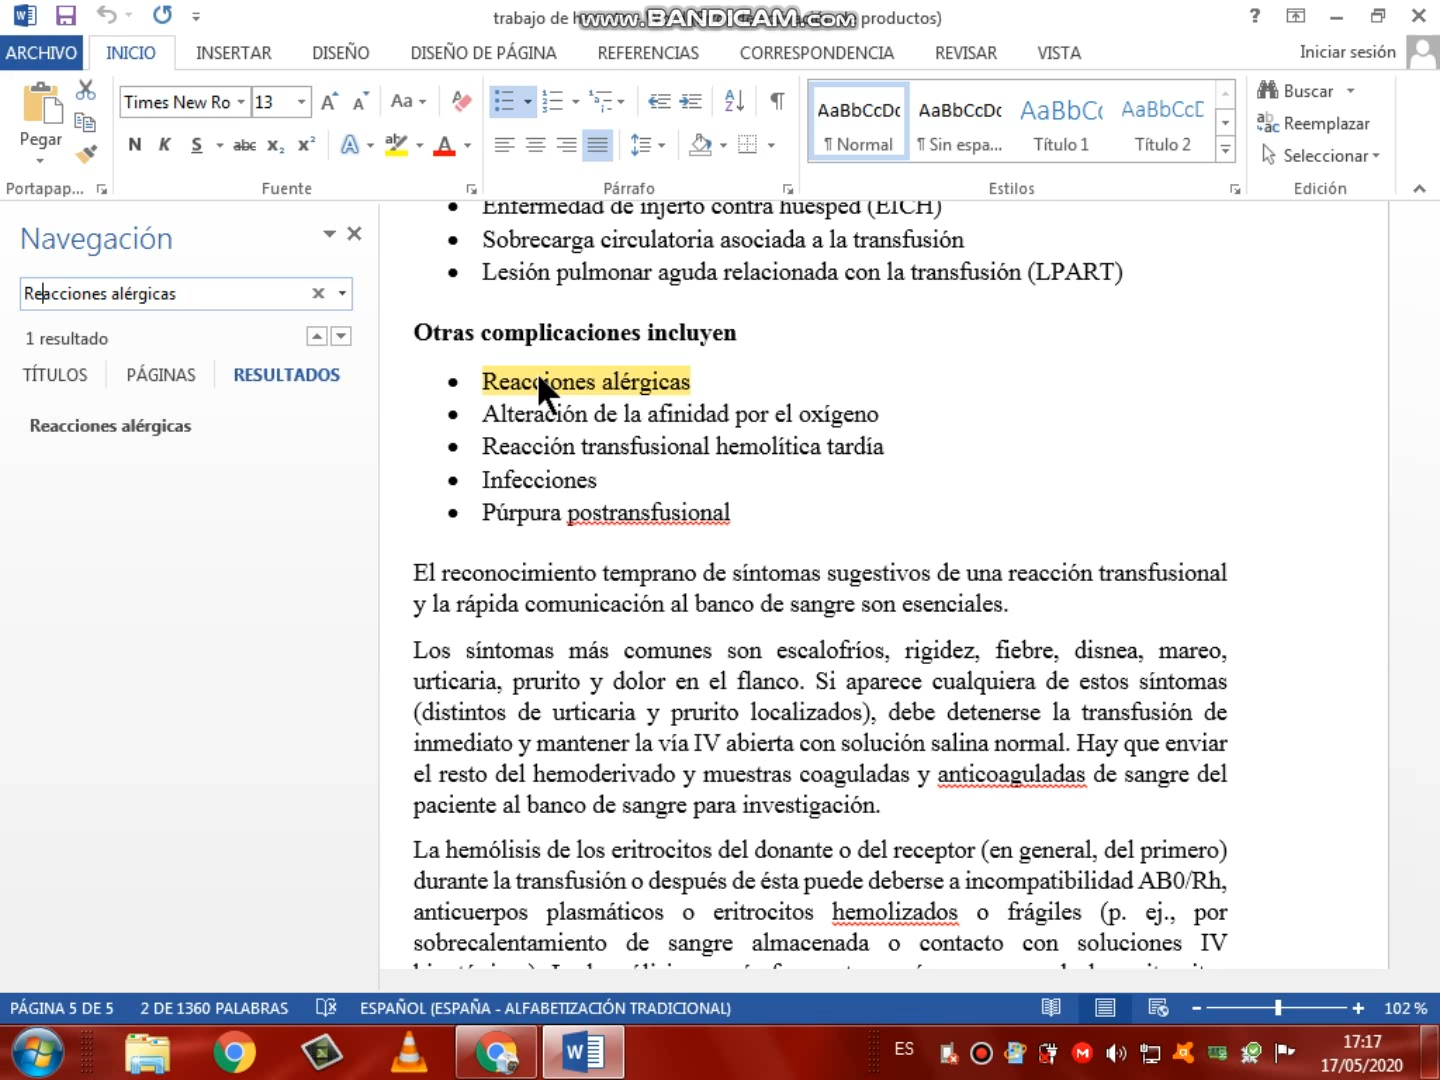 trabajo de h
www.BANDICAM.com
productos)
ARCHIVO
INICIO
INSERTAR
DISEÑO
DISEÑO DE PÁGINA
REFERENCIAS
CORRESPONDENCIA
REVISAR
VISTA
Iniciar sesión
Pegar
Portapap...
Times New Ro
13
Aa
N K S abc x₂ x²
Fuente
Párrafo
AaBbCcDc
¶ Normal
AaBbCcDc
¶ Sin espa...
AaBbC
Título 1
AaBbCcD
Título 2
Estilos
Buscar
Reemplazar
Seleccionar
Edición
Navegación
Reacciones alérgicas
1 resultado
TÍTULOS
PÁGINAS
RESULTADOS
Reacciones alérgicas
• Enfermedad de injerto contra huésped (EICH)
• Sobrecarga circulatoria asociada a la transfusión
• Lesión pulmonar aguda relacionada con la transfusión (LPART)
Otras complicaciones incluyen
• Reacciones alérgicas
• Alteración de la afinidad por el oxígeno
• Reacción transfusional hemolítica tardía
• Infecciones
• Púrpura postransfusional
El reconocimiento temprano de síntomas sugestivos de una reacción transfusional
y la rápida comunicación al banco de sangre son esenciales.
Los síntomas más comunes son escalofríos, rigidez, fiebre, disnea, mareo,
urticaria, prurito y dolor en el flanco. Si aparece cualquiera de estos síntomas
(distintos de urticaria y prurito localizados), debe detenerse la transfusión de
inmediato y mantener la vía IV abierta con solución salina normal. Hay que enviar
el resto del hemoderivado y muestras coaguladas y anticoaguladas de sangre del
paciente al banco de sangre para investigación.
La hemólisis de los eritrocitos del donante o del receptor (en general, del primero)
durante la transfusión o después de ésta puede deberse a incompatibilidad AB0/Rh,
anticuerpos plasmáticos o eritrocitos hemolizados o frágiles (p. ej., por
sobrecalentamiento de sangre almacenada o contacto con soluciones IV
PÁGINA 5 DE 5
2 DE 1360 PALABRAS
ESPAÑOL (ESPAÑA - ALFABETIZACIÓN TRADICIONAL)
102 %
ES
17:17
17/05/2020